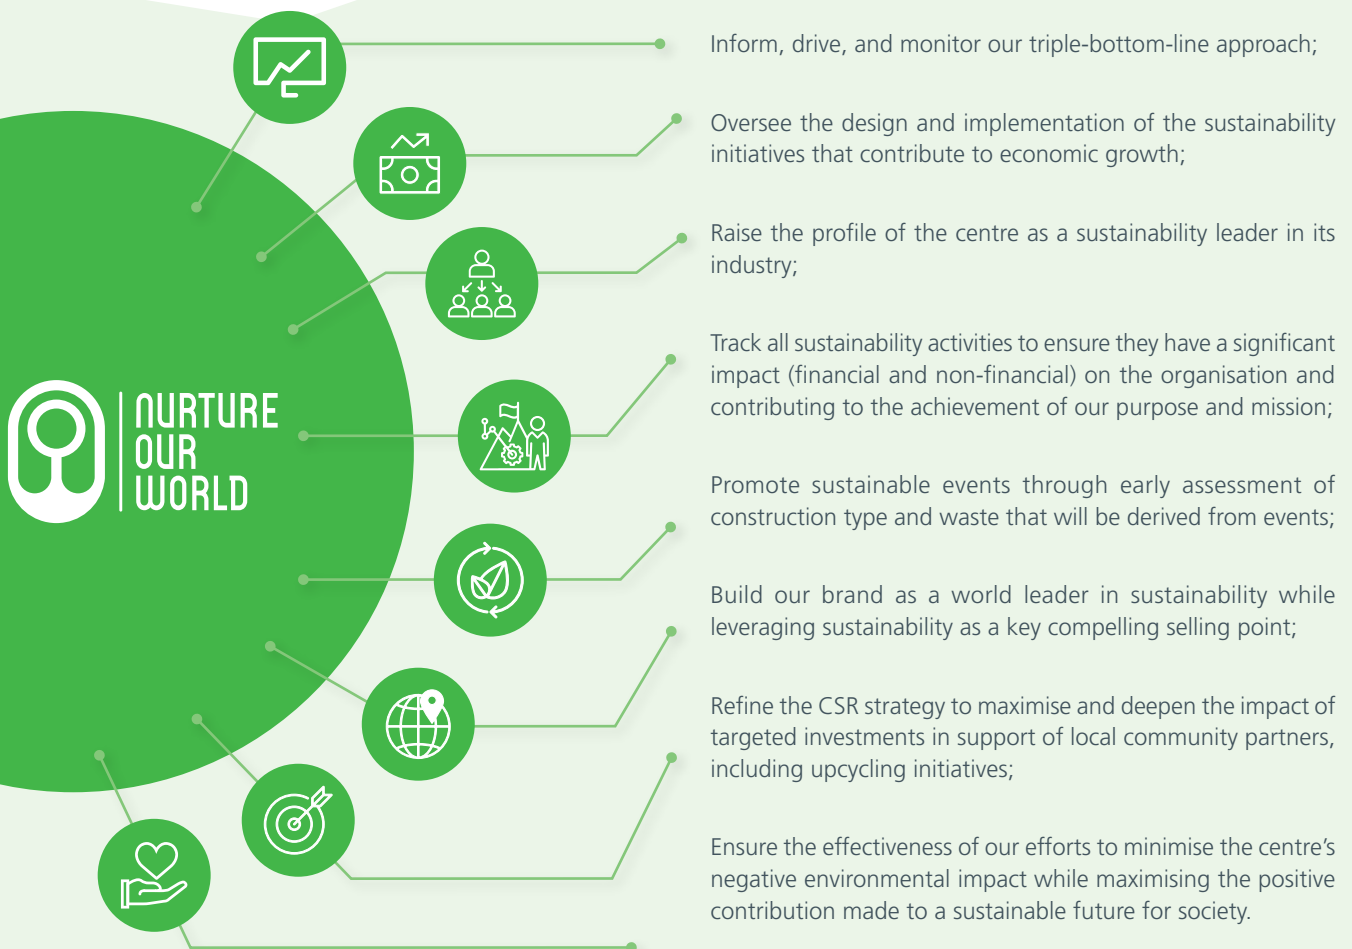 NURTURE
OUR
WORLD
Inform, drive, and monitor our triple-bottom-line approach;
Oversee the design and implementation of the sustainability
initiatives that contribute to economic growth;
Raise the profile of the centre as a sustainability leader in its
industry;
Track all sustainability activities to ensure they have a significant
impact (financial and non-financial) on the organisation and
contributing to the achievement of our purpose and mission;
Promote sustainable events through early assessment of
construction type and waste that will be derived from events;
Build our brand as a world leader in sustainability while
leveraging sustainability as a key compelling selling point;
Refine the CSR strategy to maximise and deepen the impact of
targeted investments in support of local community partners,
including upcycling initiatives;
Ensure the effectiveness of our efforts to minimise the centre’s
negative environmental impact while maximising the positive
contribution made to a sustainable future for society.